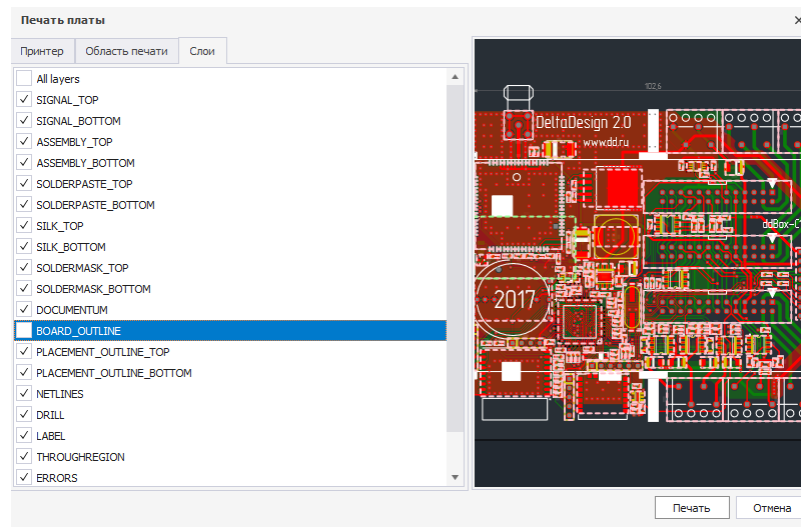 Печать платы
Принтер
Область печати
Слои
All layers
SIGNAL_TOP
SIGNAL_BOTTOM
ASSEMBLY_TOP
ASSEMBLY_BOTTOM
SOLDERPASTE_TOP
SOLDERPASTE_BOTTOM
SILK_TOP
SILK_BOTTOM
SOLDERMASK_TOP
SOLDERMASK_BOTTOM
DOCUMENTUM
BOARD_OUTLINE
PLACEMENT_OUTLINE_TOP
PLACEMENT_OUTLINE_BOTTOM
NETLINES
DRILL
LABEL
THROUGHREGION
ERRORS
102,6
DeltaDesign 2.0
www.dd.ru
ddBox-C
2017
Печать
Отмена